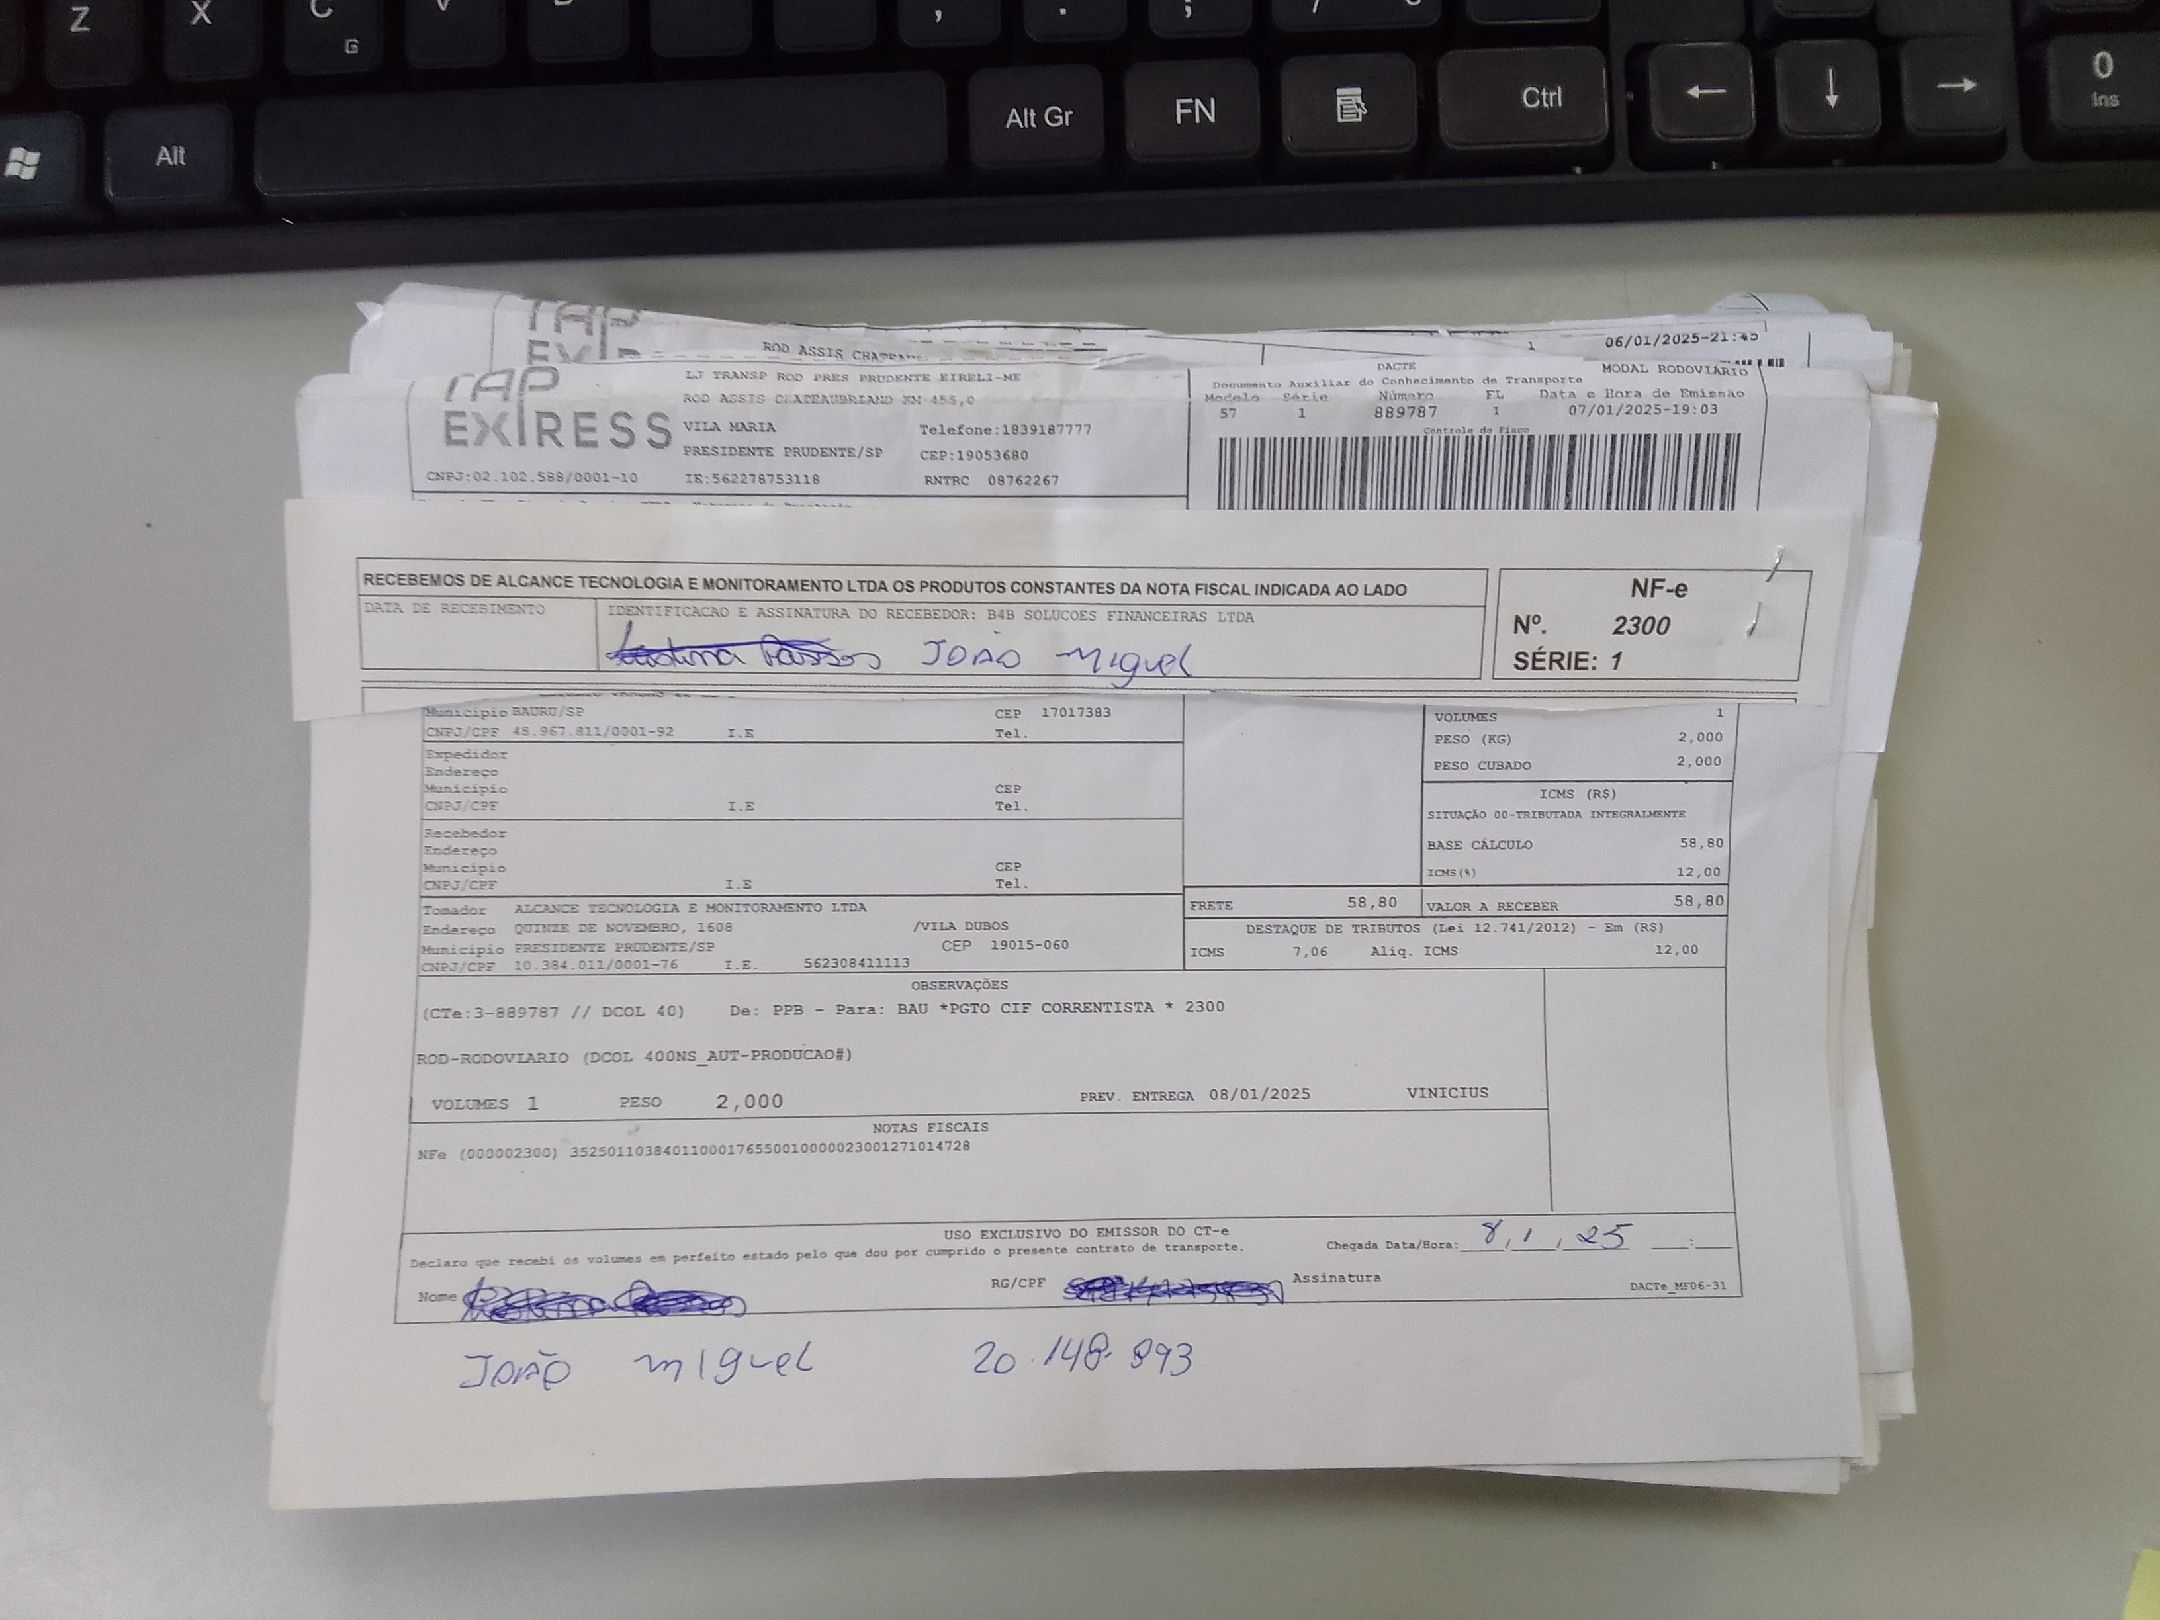 Z X C V
G
, . ;
Alt Alt Gr FN Ctrl ← ↓ → 0
Ins
TAP
ROD ASSIS
1 06/01/2025-21:45
TAP
EXPRESS
LJ TRANSP ROD PRES PRUDENTE EIRELI-ME
ROD ASSIS CHATEAUBRIAND KM 455,0
VILA MARIA Telefone:1839187777
PRESIDENTE PRUDENTE/SP CEP:19053680
CNPJ:02.102.588/0001-10 IE:562278753118 RNTRC 08762267
DACTE MODAL RODOVIÁRIO
Documento Auxiliar do Conhecimento de Transporte
Modelo Série Número FL Data e Hora de Emissão
57 1 889787 1 07/01/2025-19:03
Controle do Fisco
RECEBEMOS DE ALCANCE TECNOLOGIA E MONITORAMENTO LTDA OS PRODUTOS CONSTANTES DA NOTA FISCAL INDICADA AO LADO
DATA DE RECEBIMENTO IDENTIFICACAO E ASSINATURA DO RECEBEDOR: B4B SOLUCOES FINANCEIRAS LTDA
JOÃO MIGUEL
NF-e
Nº. 2300
SÉRIE: 1
Município BAURU/SP CEP 17017383
CNPJ/CPF 48.967.811/0001-92 I.E Tel.
Expedidor
Endereço
Município CEP
CNPJ/CPF I.E Tel.
Recebedor
Endereço
Município CEP
CNPJ/CPF I.E Tel.
VOLUMES 1
PESO (KG) 2,000
PESO CUBADO 2,000
ICMS (R$)
SITUAÇÃO 00-TRIBUTADA INTEGRALMENTE
BASE CÁLCULO 58,80
ICMS(%) 12,00
Tomador ALCANCE TECNOLOGIA E MONITORAMENTO LTDA
Endereço QUINZE DE NOVEMBRO, 1608 /VILA DUBOS
Município PRESIDENTE PRUDENTE/SP CEP 19015-060
CNPJ/CPF 10.384.011/0001-76 I.E. 562308411113
FRETE 58,80 VALOR A RECEBER 58,80
DESTAQUE DE TRIBUTOS (Lei 12.741/2012) - Em (R$)
ICMS 7,06 Aliq. ICMS 12,00
OBSERVAÇÕES
(CTe:3-889787 // DCOL 40) De: PPB - Para: BAU *PGTO CIF CORRENTISTA * 2300
ROD-RODOVIARIO (DCOL 400NS_AUT-PRODUCAO#)
VOLUMES 1 PESO 2,000 PREV. ENTREGA 08/01/2025 VINICIUS
NOTAS FISCAIS
NFe (000002300) 35250110384011000176550010000023001271014728
USO EXCLUSIVO DO EMISSOR DO CT-e
Declaro que recebi os volumes em perfeito estado pelo que dou por cumprido o presente contrato de transporte. Chegada Data/Hora: 8,1,25 __:__
Nome RG/CPF Assinatura DACTe_MF06-31
JOÃO MIGUEL 20.148.893